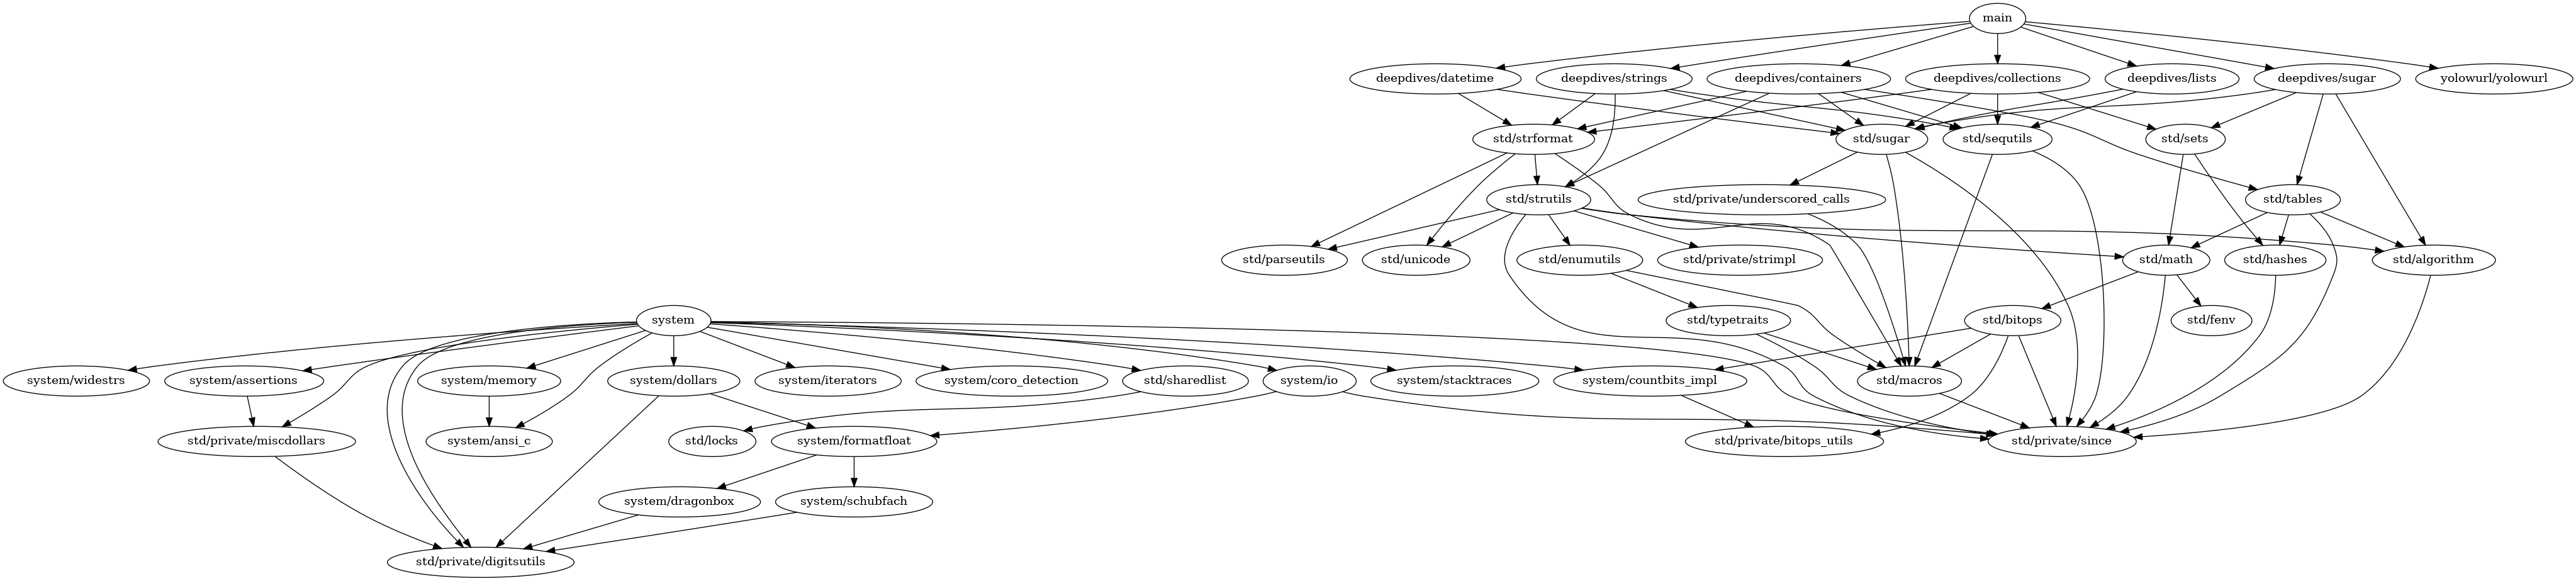 main
deepdives/datetime
deepdives/strings
deepdives/containers
deepdives/collections
deepdives/lists
deepdives/sugar
yolowurl/yolowurl
std/strformat
std/sugar
std/sequtils
std/sets
std/strutils
std/private/underscored_calls
std/tables
std/parseutils
std/unicode
std/enumutils
std/private/strimpl
std/math
std/hashes
std/algorithm
system
std/typetraits
std/bitops
std/fenv
system/widestrs
system/assertions
system/memory
system/dollars
system/iterators
system/coro_detection
std/sharedlist
system/io
system/stacktraces
system/countbits_impl
std/macros
std/private/miscdollars
system/ansi_c
std/locks
system/formatfloat
std/private/bitops_utils
std/private/since
system/dragonbox
system/schubfach
std/private/digitsutils